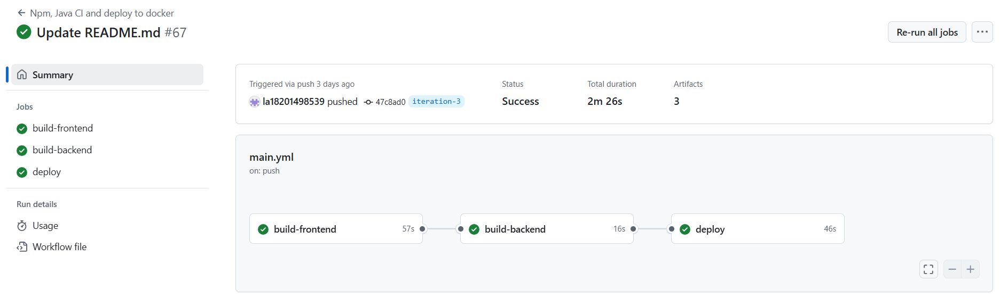 Npm, Java CI and deploy to docker
Update README.md #67
Re-run all jobs
Summary
Jobs
build-frontend
build-backend
deploy
Run details
Usage
Workflow file
Triggered via push 3 days ago
la18201498539 pushed 47c8ad0 iteration-3
Status
Success
Total duration
2m 26s
Artifacts
3
main.yml
on: push
build-frontend 57s
build-backend 16s
deploy 46s